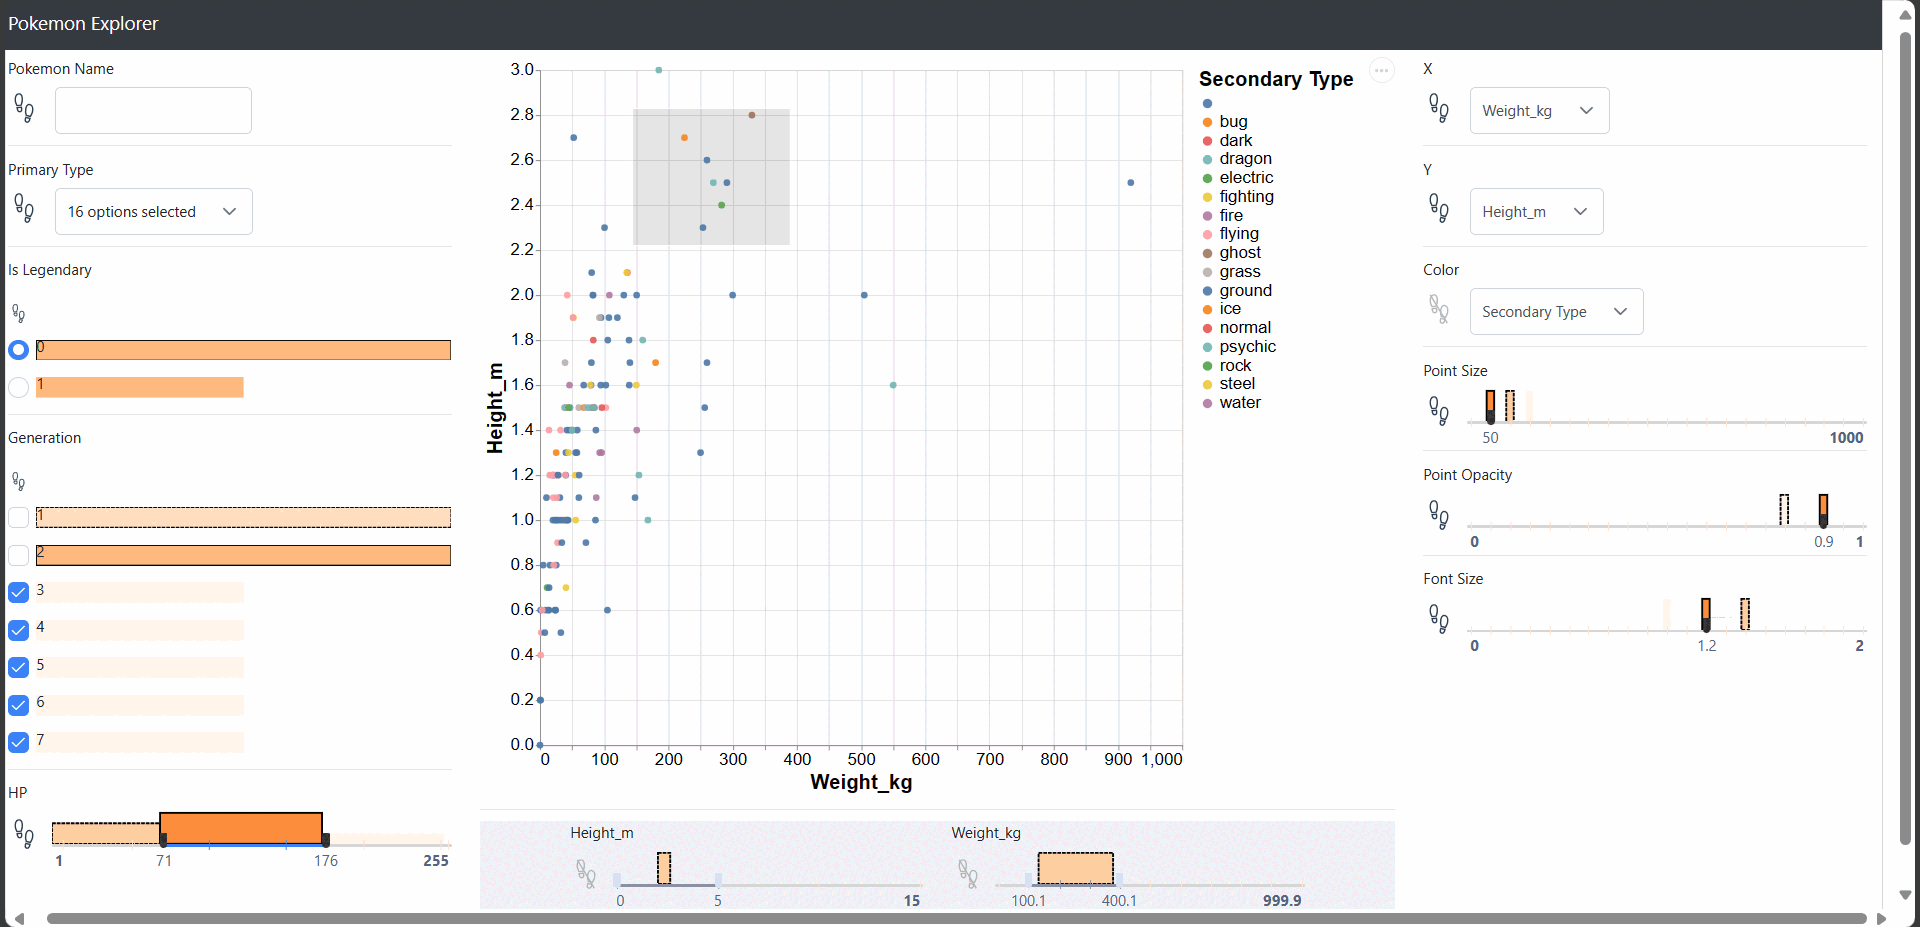 Pokemon Explorer
Pokemon Name
Primary Type
16 options selected
Is Legendary
0
1
Generation
1
2
3
4
5
6
7
HP
1
71
176
255
3.0
2.8
2.6
2.4
2.2
2.0
1.8
1.6
1.4
1.2
1.0
0.8
0.6
0.4
0.2
0.0
Height_m
0
100
200
300
400
500
600
700
800
900
1,000
Weight_kg
Secondary Type
bug
dark
dragon
electric
fighting
fire
flying
ghost
grass
ground
ice
normal
psychic
rock
steel
water
Height_m
0
5
15
Weight_kg
100.1
400.1
999.9
X
Weight_kg
Y
Height_m
Color
Secondary Type
Point Size
50
1000
Point Opacity
0
0.9
1
Font Size
0
1.2
2